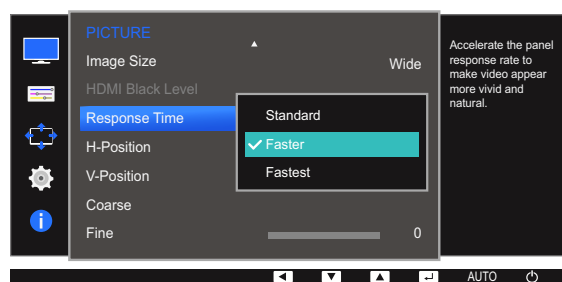 PICTURE
Image Size
Wide
HDMI Black Level
Response Time
Standard
Faster
Fastest
H-Position
V-Position
Coarse
Fine
0
Accelerate the panel
response rate to
make video appear
more vivid and
natural.
AUTO